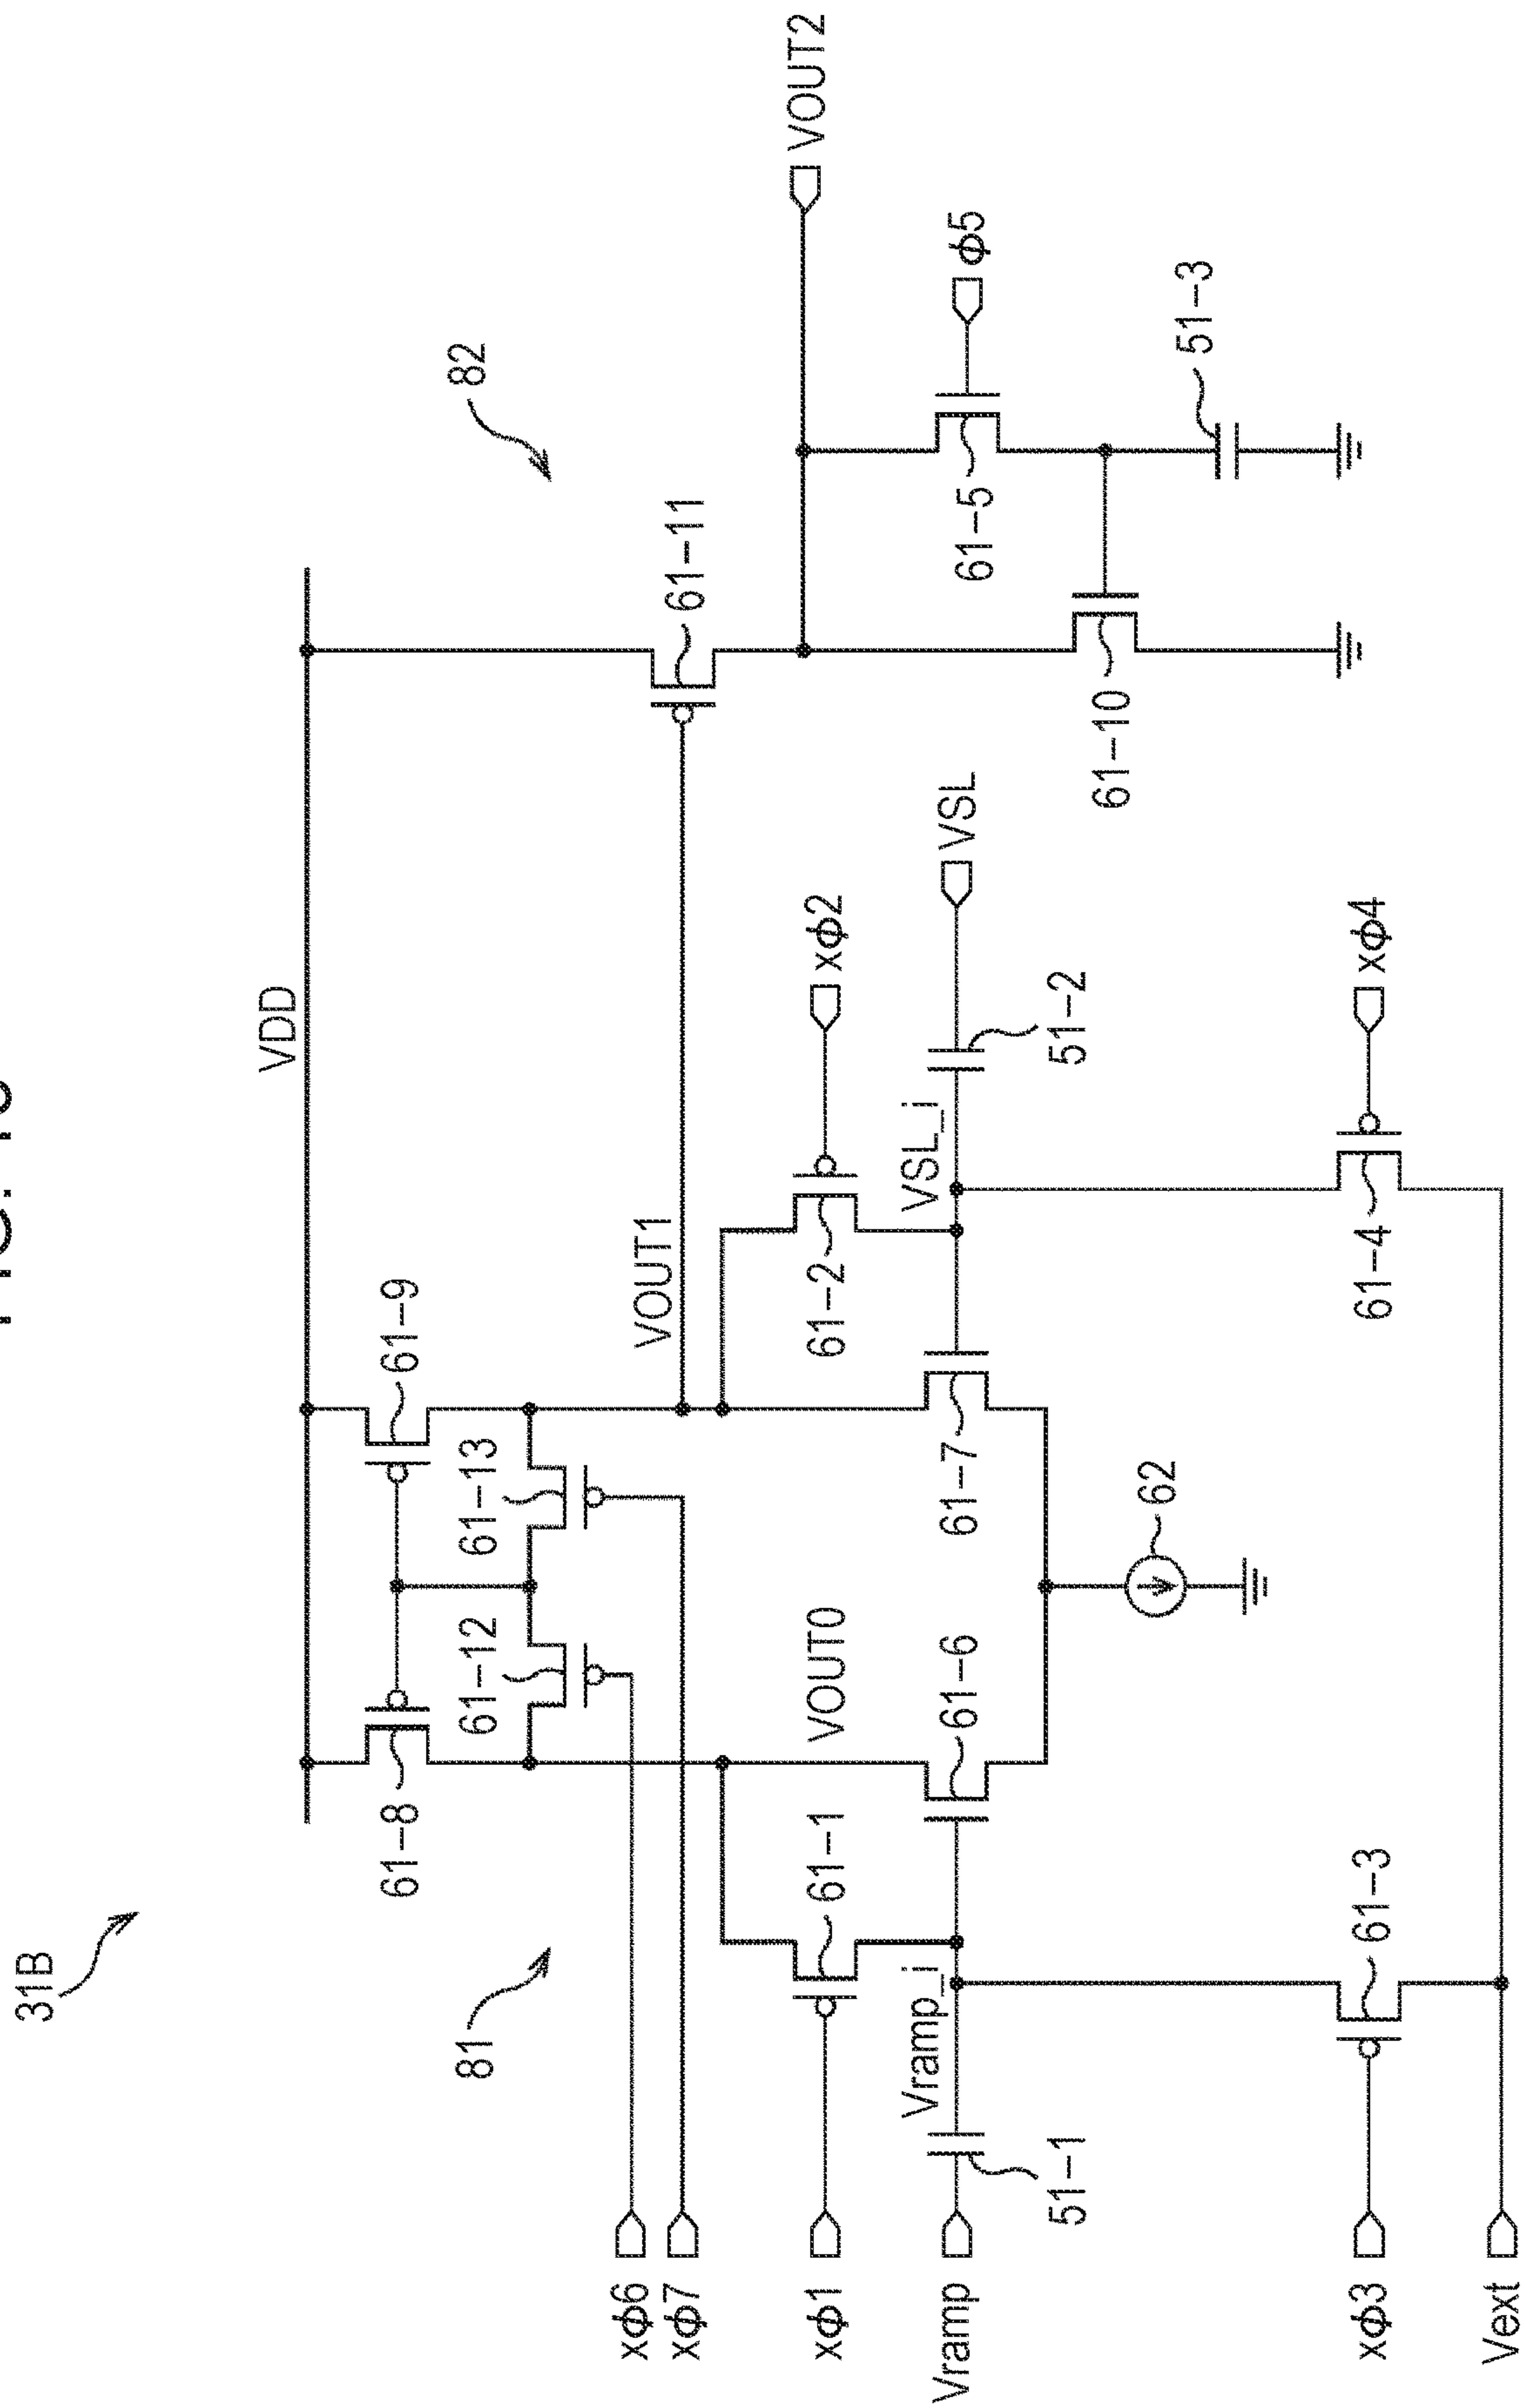 31B
81
82
VDD
61-8
61-9
61-12
61-13
61-11
VOUT1
VOUT0
VOUT2
xϕ6
xϕ7
xϕ1
61-1
61-2
xϕ2
Vramp
Vramp_i
51-1
61-6
61-7
VSL_i
51-2
VSL
61-5
ϕ5
61-10
51-3
62
xϕ3
61-3
61-4
xϕ4
Vext